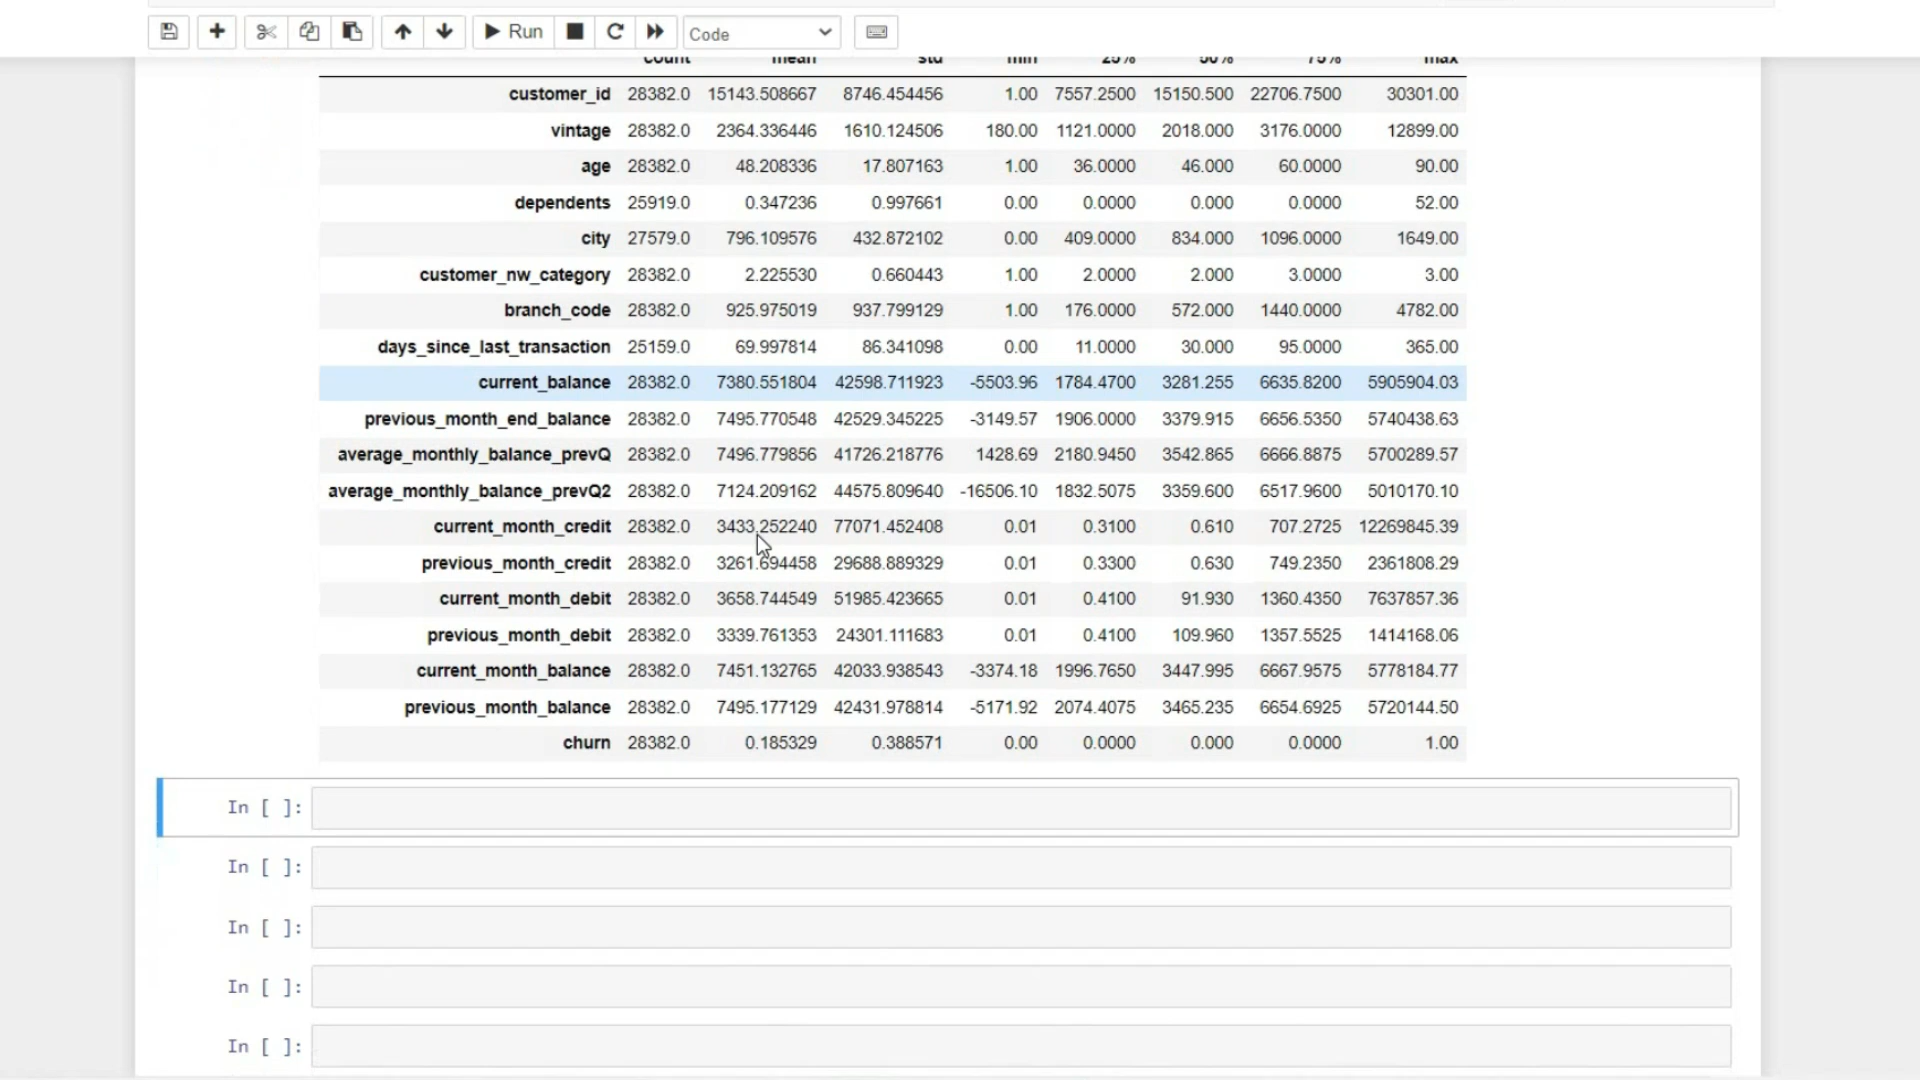 Run Code
count mean std min 25% 50% 75% max
customer_id 28382.0 15143.508667 8746.454456 1.00 7557.2500 15150.500 22706.7500 30301.00
vintage 28382.0 2364.336446 1610.124506 180.00 1121.0000 2018.000 3176.0000 12899.00
age 28382.0 48.208336 17.807163 1.00 36.0000 46.000 60.0000 90.00
dependents 25919.0 0.347236 0.997661 0.00 0.0000 0.000 0.0000 52.00
city 27579.0 796.109576 432.872102 0.00 409.0000 834.000 1096.0000 1649.00
customer_nw_category 28382.0 2.225530 0.660443 1.00 2.0000 2.000 3.0000 3.00
branch_code 28382.0 925.975019 937.799129 1.00 176.0000 572.000 1440.0000 4782.00
days_since_last_transaction 25159.0 69.997814 86.341098 0.00 11.0000 30.000 95.0000 365.00
current_balance 28382.0 7380.551804 42598.711923 -5503.96 1784.4700 3281.255 6635.8200 5905904.03
previous_month_end_balance 28382.0 7495.770548 42529.345225 -3149.57 1906.0000 3379.915 6656.5350 5740438.63
average_monthly_balance_prevQ 28382.0 7496.779856 41726.218776 1428.69 2180.9450 3542.865 6666.8875 5700289.57
average_monthly_balance_prevQ2 28382.0 7124.209162 44575.809640 -16506.10 1832.5075 3359.600 6517.9600 5010170.10
current_month_credit 28382.0 3433.252240 77071.452408 0.01 0.3100 0.610 707.2725 12269845.39
previous_month_credit 28382.0 3261.694458 29688.889329 0.01 0.3300 0.630 749.2350 2361808.29
current_month_debit 28382.0 3658.744549 51985.423665 0.01 0.4100 91.930 1360.4350 7637857.36
previous_month_debit 28382.0 3339.761353 24301.111683 0.01 0.4100 109.960 1357.5525 1414168.06
current_month_balance 28382.0 7451.132765 42033.938543 -3374.18 1996.7650 3447.995 6667.9575 5778184.77
previous_month_balance 28382.0 7495.177129 42431.978814 -5171.92 2074.4075 3465.235 6654.6925 5720144.50
churn 28382.0 0.185329 0.388571 0.00 0.0000 0.000 0.0000 1.00
In [ ]:
In [ ]:
In [ ]:
In [ ]:
In [ ]: